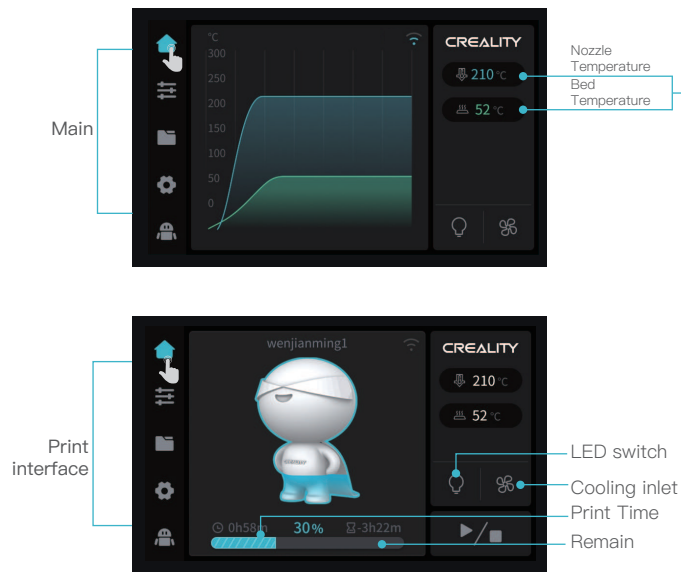 Main
°C
300
250
200
150
100
50
0
CREALITY
210 °C
52 °C
Nozzle
Temperature
Bed
Temperature
Print
interface
wenjianming1
CREALITY
0h58m 30% -3h22m
CREALITY
210 °C
52 °C
LED switch
Cooling inlet
Print Time
Remain